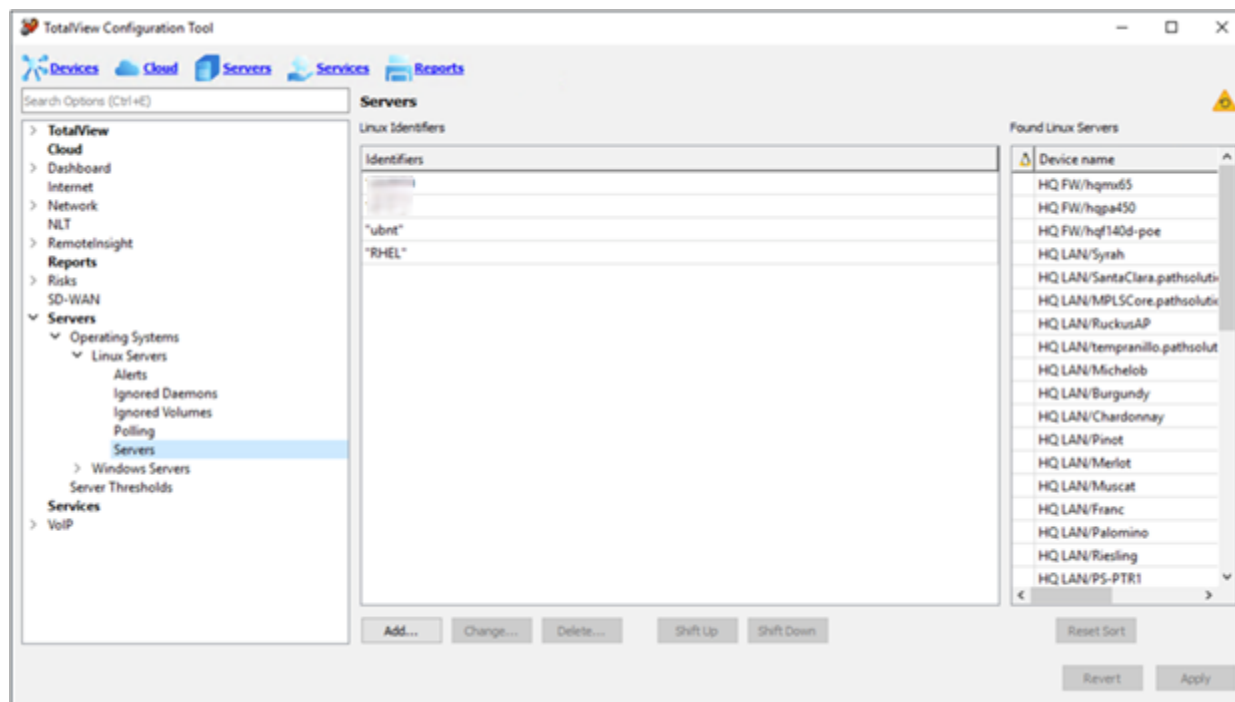 TotalView Configuration Tool
Devices Cloud Servers Services Reports
Search Options (Ctrl+E)
TotalView
Cloud
Dashboard
Internet
Network
NLT
RemoteInsight
Reports
Risks
SD-WAN
Servers
Operating Systems
Linux Servers
Alerts
Ignored Daemons
Ignored Volumes
Polling
Servers
Windows Servers
Server Thresholds
Services
VoIP
Servers
Linux Identifiers
Identifiers
"ubnt"
"RHEL"
Add... Change... Delete... Shift Up Shift Down
Found Linux Servers
Device name
HQ FW/hqmx65
HQ FW/hqpa450
HQ FW/hqf140d-poe
HQ LAN/Syrah
HQ LAN/SantaClara.pathsoluti
HQ LAN/MPLSCore.pathsolutic
HQ LAN/RuckusAP
HQ LAN/tempranillo.pathsolut
HQ LAN/Michelob
HQ LAN/Burgundy
HQ LAN/Chardonnay
HQ LAN/Pinot
HQ LAN/Merlot
HQ LAN/Muscat
HQ LAN/Franc
HQ LAN/Palomino
HQ LAN/Riesling
HQ LAN/PS-PTR1
Reset Sort
Revert Apply